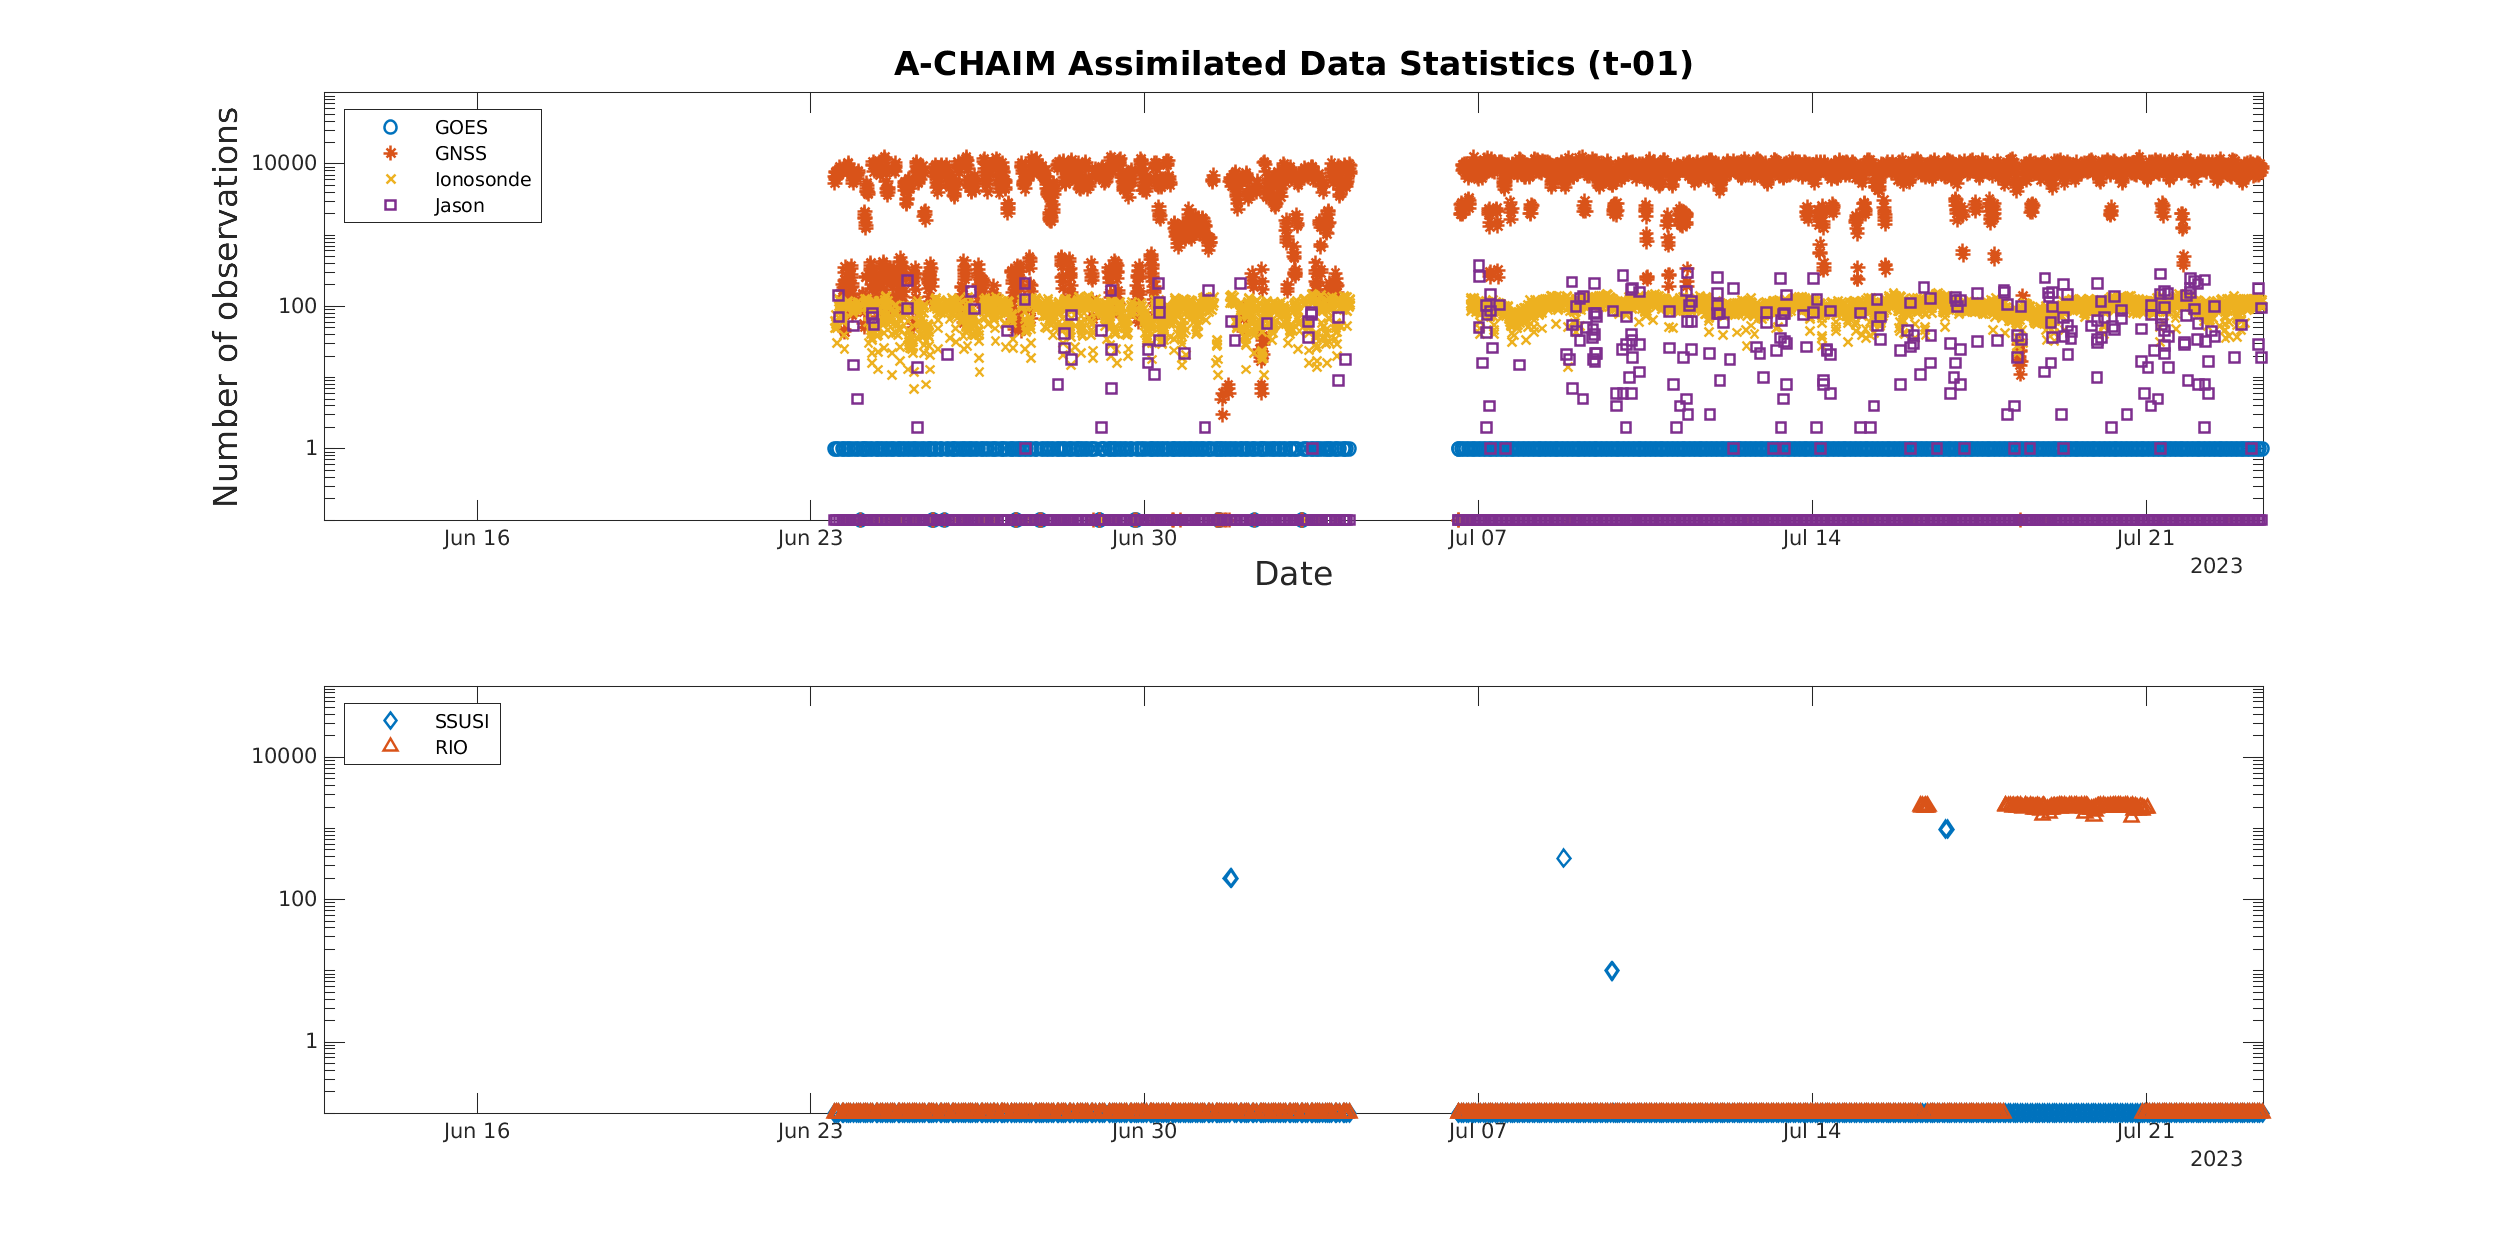 A-CHAIM Assimilated Data Statistics (t-01)
Number of observations
10000
100
1
GOES
GNSS
Ionosonde
Jason
Jun 16
Jun 23
Jun 30
Jul 07
Jul 14
Jul 21
2023
Date
10000
100
1
SSUSI
RIO
Jun 16
Jun 23
Jun 30
Jul 07
Jul 14
Jul 21
2023